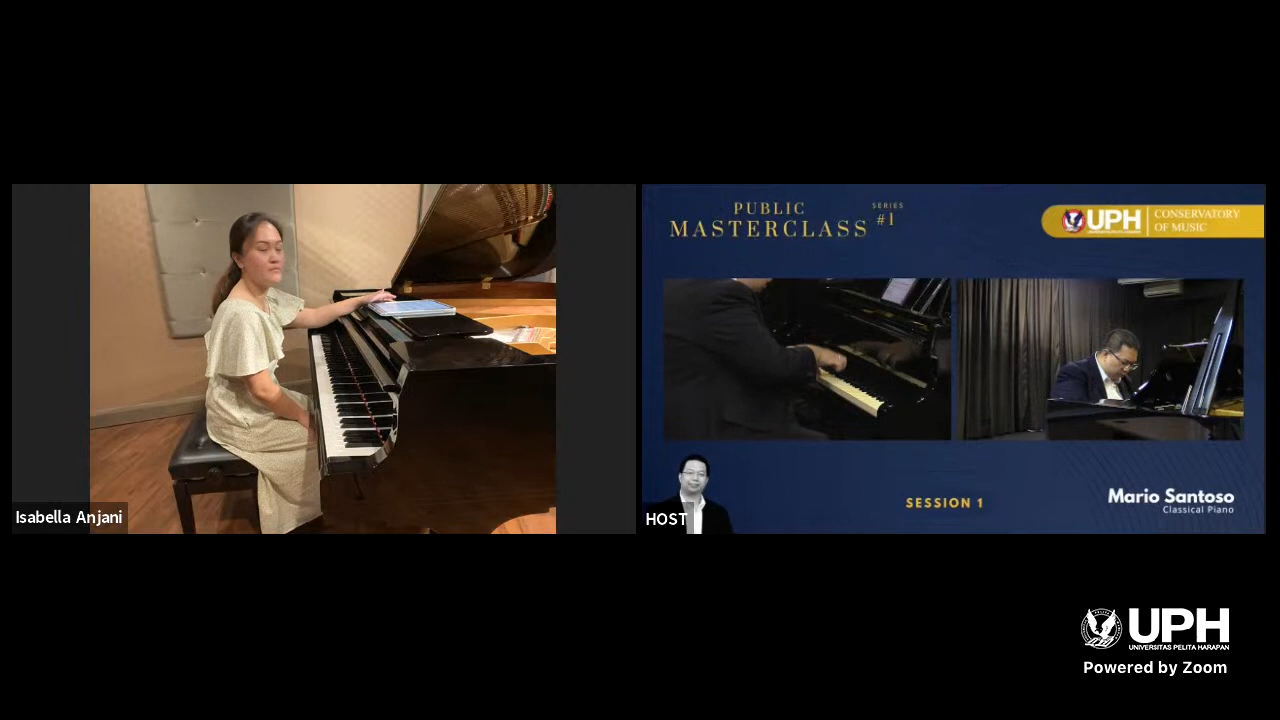 PUBLIC
MASTERCLASS
SERIES
#1
UPH
CONSERVATORY
OF MUSIC
Isabella Anjani
HOST
SESSION 1
Mario Santoso
Classical Piano
UPH
UNIVERSITAS PELITA HARAPAN
Powered by Zoom